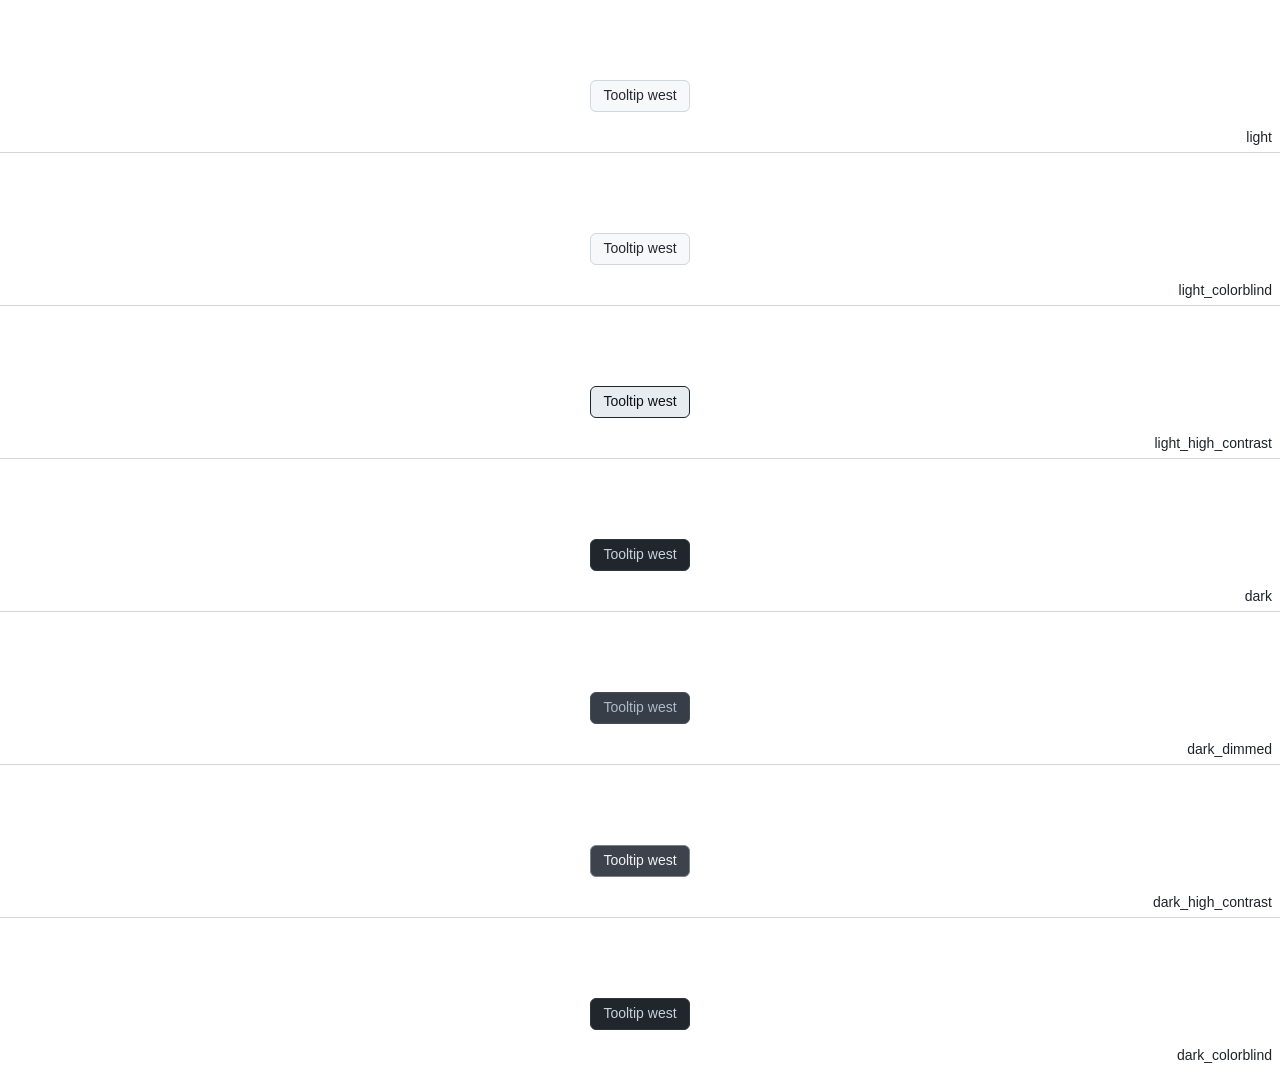 Tooltip west
light
Tooltip west
light_colorblind
Tooltip west
light_high_contrast
Tooltip west
dark
Tooltip west
dark_dimmed
Tooltip west
dark_high_contrast
Tooltip west
dark_colorblind